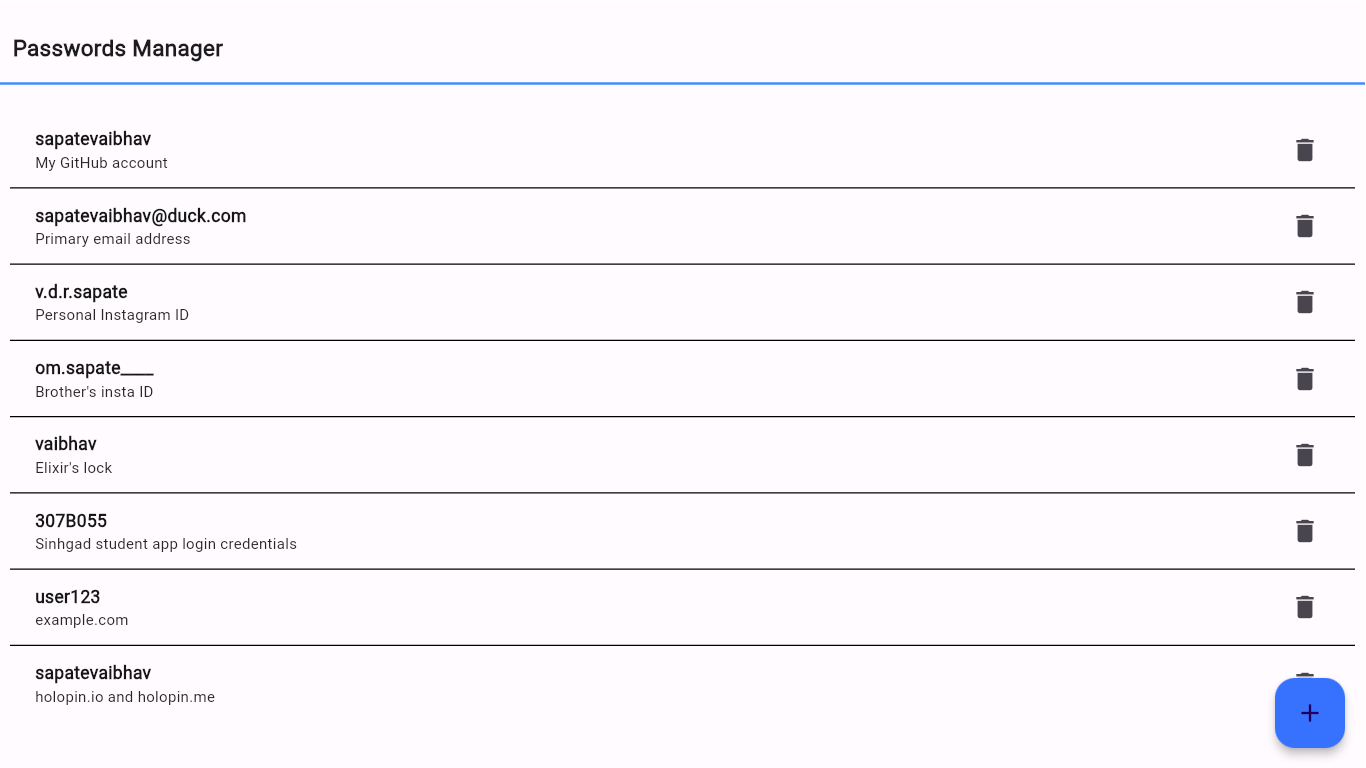 Passwords Manager
sapatevaibhav
My GitHub account
sapatevaibhav@duck.com
Primary email address
v.d.r.sapate
Personal Instagram ID
om.sapate____
Brother's insta ID
vaibhav
Elixir's lock
307B055
Sinhgad student app login credentials
user123
example.com
sapatevaibhav
holopin.io and holopin.me